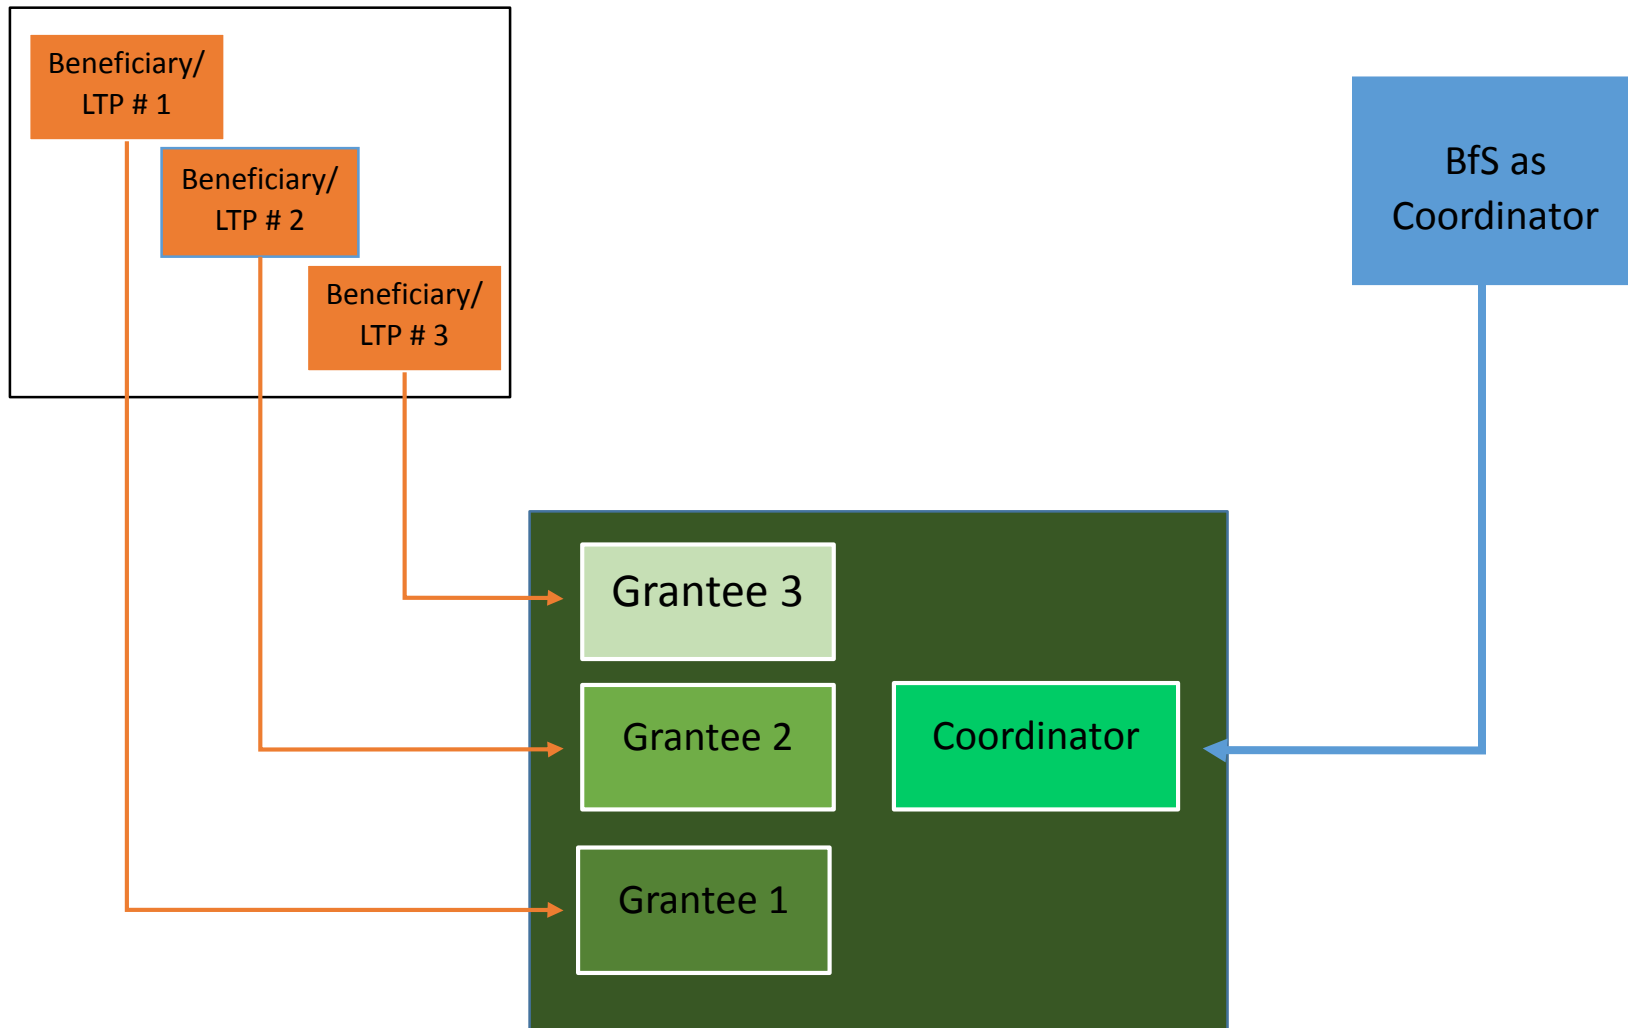 Beneficiary/
LTP # 1
Beneficiary/
LTP # 2
Beneficiary/
LTP # 3
BfS as
Coordinator
Grantee 3
Grantee 2
Coordinator
Grantee 1